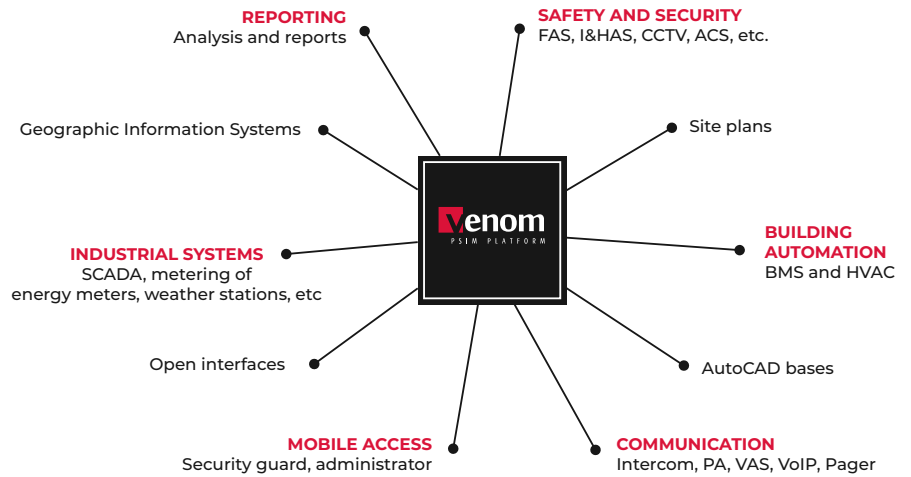 REPORTING
Analysis and reports
SAFETY AND SECURITY
FAS, I&HAS, CCTV, ACS, etc.
Geographic Information Systems
Site plans
venom
PSIM PLATFORM
INDUSTRIAL SYSTEMS
SCADA, metering of
energy meters, weather stations, etc
BUILDING
AUTOMATION
BMS and HVAC
Open interfaces
AutoCAD bases
MOBILE ACCESS
Security guard, administrator
COMMUNICATION
Intercom, PA, VAS, VoIP, Pager